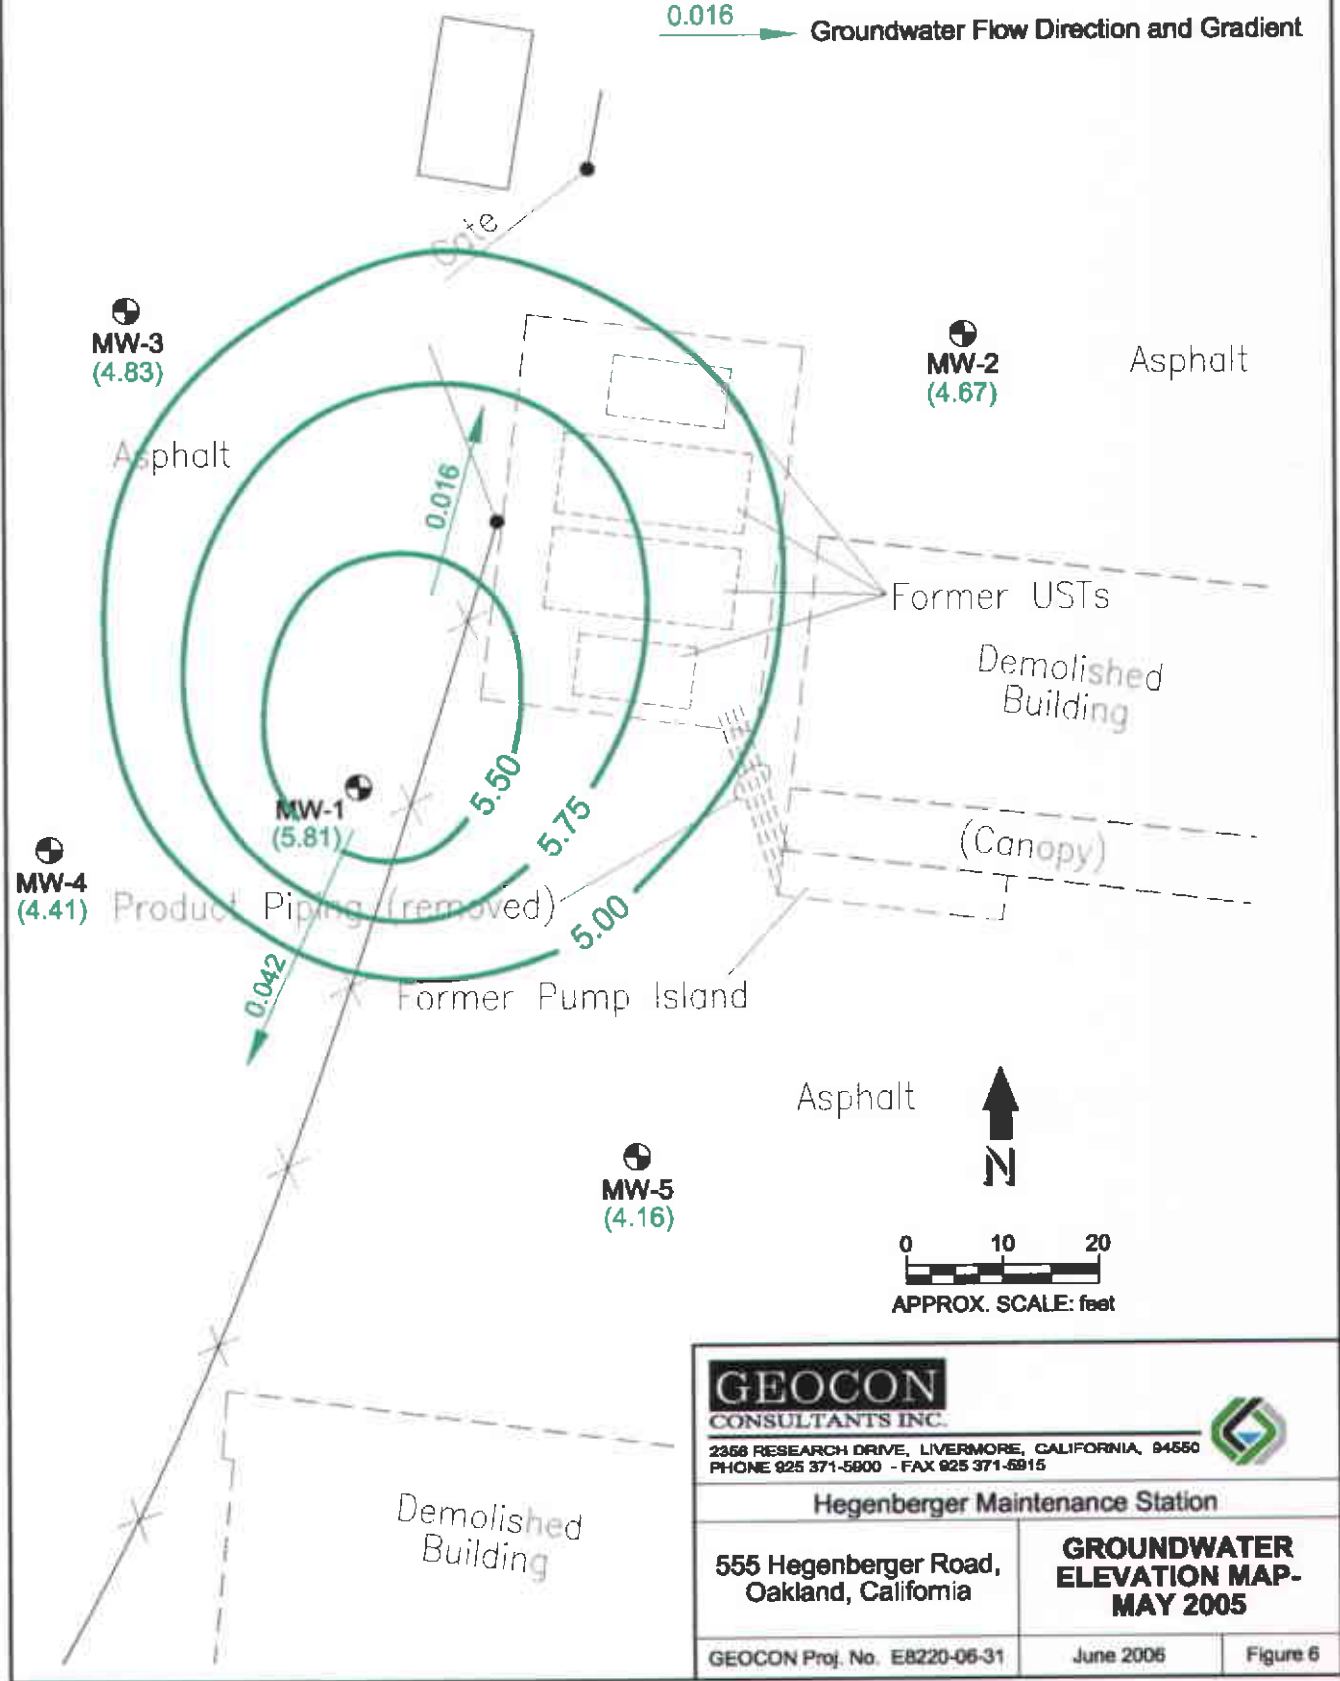 0.016
Groundwater Flow Direction and Gradient
Gate
MW-3
(4.83)
MW-2
(4.67)
Asphalt
Asphalt
0.016
Former USTs
Demolished
Building
5.50
MW-1
(5.81)
5.75
(Canopy)
MW-4
(4.41)
Product Piping (removed)
5.00
0.042
Former Pump Island
Asphalt
N
MW-5
(4.16)
0 10 20
APPROX. SCALE: feet
GEOCON
CONSULTANTS INC.
2356 RESEARCH DRIVE, LIVERMORE, CALIFORNIA, 94550
PHONE 925 371-5900 - FAX 925 371-5915
Hegenberger Maintenance Station
555 Hegenberger Road,
Oakland, California
GROUNDWATER
ELEVATION MAP-
MAY 2005
GEOCON Proj. No. E8220-06-31
June 2006
Figure 6
Demolished
Building